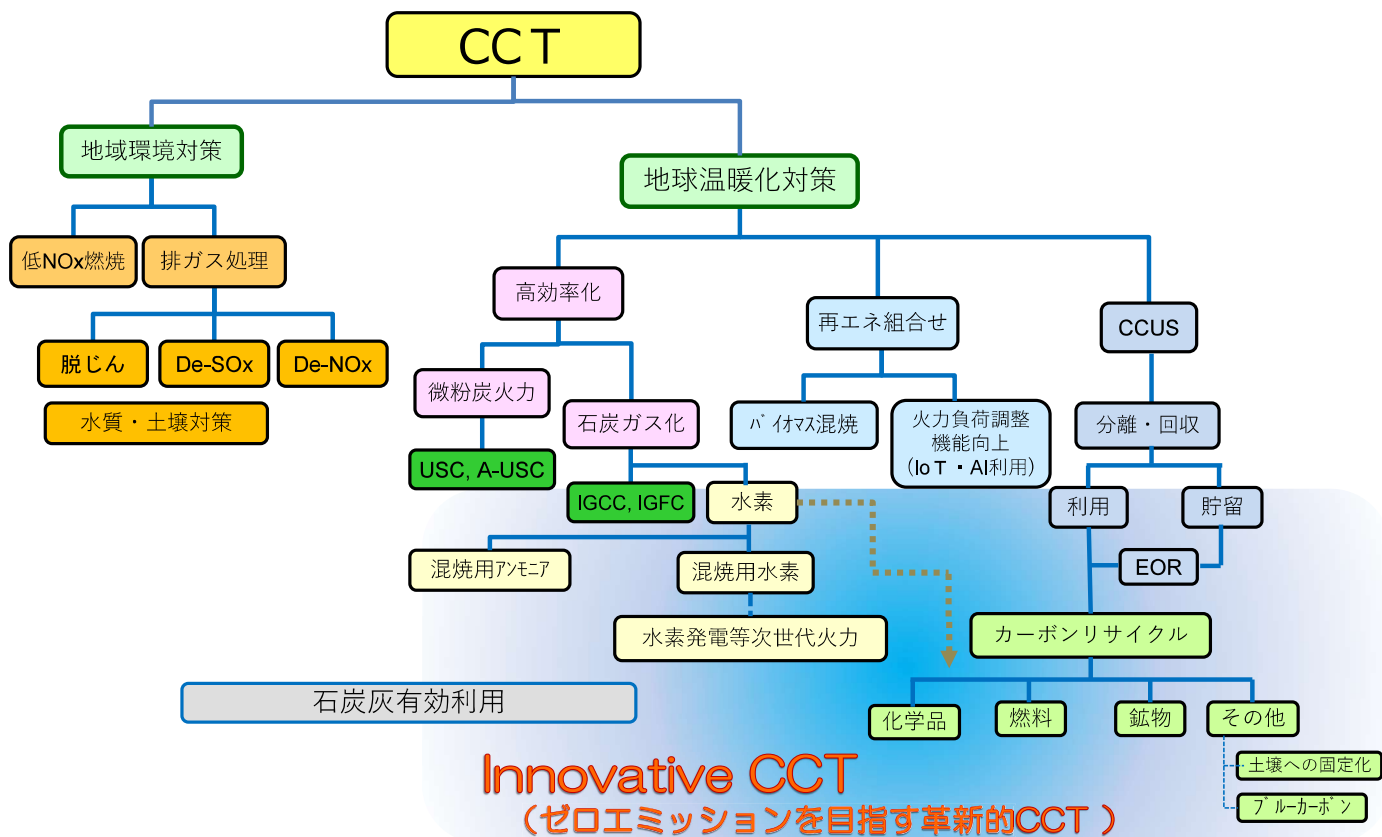 CCT
地域環境対策
地球温暖化対策
低NOx燃焼
排ガス処理
高効率化
再エネ組合せ
CCUS
脱じん
De-SOx
De-NOx
水質・土壌対策
微粉炭火力
石炭ガス化
バイオマス混焼
火力負荷調整
機能向上
(IoT・AI利用)
分離・回収
USC, A-USC
IGCC, IGFC
水素
利用
貯留
EOR
混焼用アンモニア
混焼用水素
水素発電等次世代火力
カーボンリサイクル
石炭灰有効利用
化学品
燃料
鉱物
その他
土壌への固定化
ブルーカーボン
Innovative CCT
(ゼロエミッションを目指す革新的CCT )